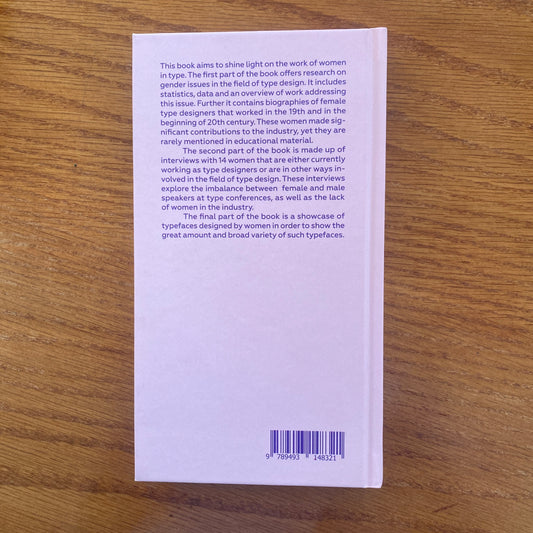 This book aims to shine light on the work of women
in type. The first part of the book offers research on
gender issues in the field of type design. It includes
statistics, data and an overview of work addressing
this issue. Further it contains biographies of female
type designers that worked in the 19th and in the
beginning of 20th century. These women made sig-
nificant contributions to the industry, yet they are
rarely mentioned in educational material.
The second part of the book is made up of
interviews with 14 women that are either currently
working as type designers or are in other ways in-
volved in the field of type design. These interviews
explore the imbalance between female and male
speakers at type conferences, as well as the lack
of women in the industry.
The final part of the book is a showcase of
typefaces designed by women in order to show the
great amount and broad variety of such typefaces.
9 789493 148321